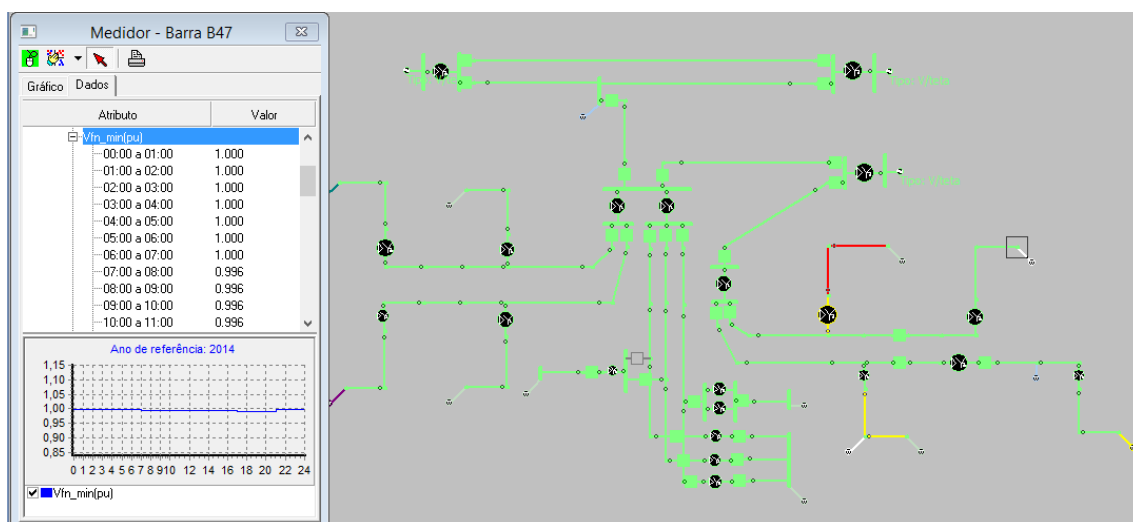 Medidor - Barra B47
Gráfico Dados
Atributo Valor
Vfn_min(pu)
00:00 a 01:00 1.000
01:00 a 02:00 1.000
02:00 a 03:00 1.000
03:00 a 04:00 1.000
04:00 a 05:00 1.000
05:00 a 06:00 1.000
06:00 a 07:00 1.000
07:00 a 08:00 0.996
08:00 a 09:00 0.996
09:00 a 10:00 0.996
10:00 a 11:00 0.996
Ano de referência: 2014
1,15
1,10
1,05
1,00
0,95
0,90
0,85
0 1 2 3 4 5 6 7 8 9 10 12 14 16 18 20 22 24
Vfn_min(pu)
Tipo: V/teta
Tipo: V/teta